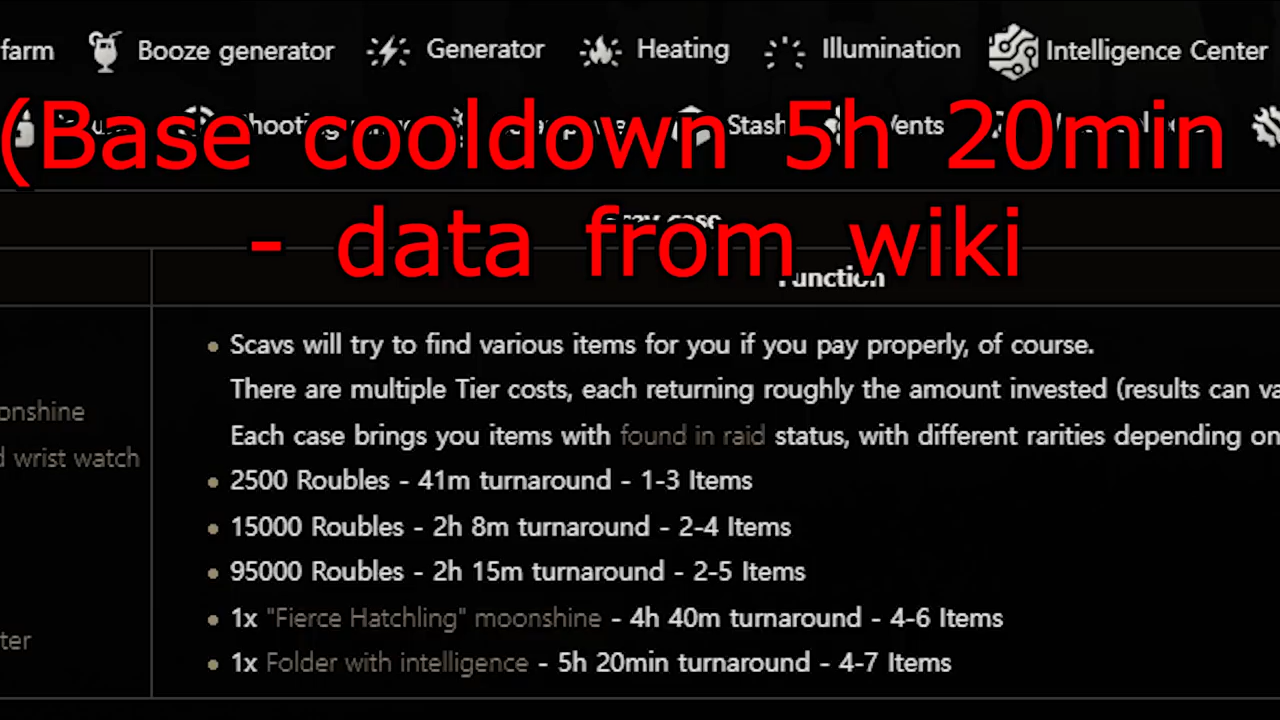 farm Booze generator Generator Heating Illumination Intelligence Center
Stash Vents
(Base cooldown 5h 20min
- data from wiki
Function
Scavs will try to find various items for you if you pay properly, of course.
There are multiple Tier costs, each returning roughly the amount invested (results can va
onshine
Each case brings you items with found in raid status, with different rarities depending on
d wrist watch
2500 Roubles - 41m turnaround - 1-3 Items
15000 Roubles - 2h 8m turnaround - 2-4 Items
95000 Roubles - 2h 15m turnaround - 2-5 Items
1x "Fierce Hatchling" moonshine - 4h 40m turnaround - 4-6 Items
ter
1x Folder with intelligence - 5h 20min turnaround - 4-7 Items